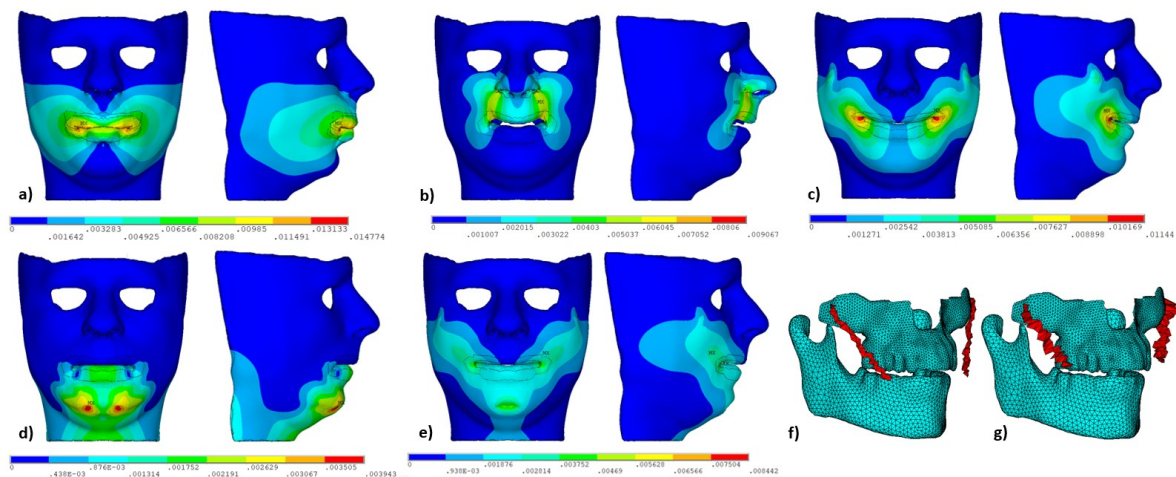 a)
0 .003283 .006566 .00985 .013133
.001642 .004925 .008208 .011491 .014774
b)
0 .002015 .00403 .006045 .00806
.001007 .003022 .005037 .007052 .009067
c)
0 .002542 .005085 .007627 .010169
.001271 .003813 .006356 .008898 .01144
d)
0 .876E-03 .001752 .002629 .003505
.438E-03 .001314 .002191 .003067 .003943
e)
0 .001876 .003752 .005628 .007504
.938E-03 .002814 .00469 .006566 .008442
f)
g)